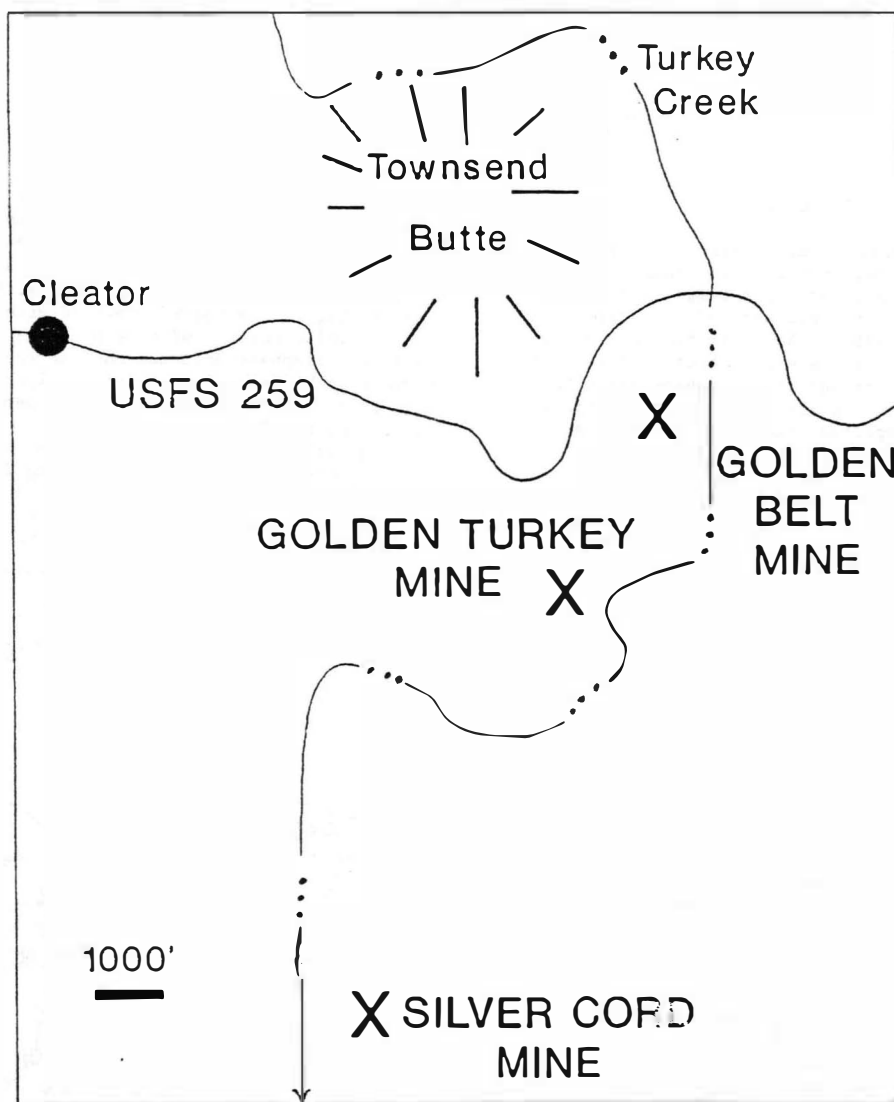 Turkey
Creek
Townsend
Butte
Cleator
USFS 259
X
GOLDEN
BELT
MINE
GOLDEN TURKEY
MINE X
1000'
X SILVER CORD
MINE